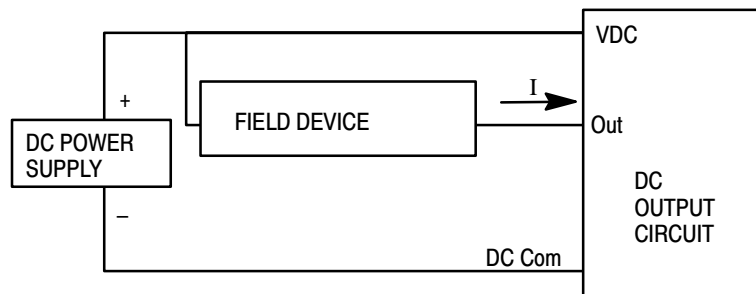 VDC
+
I
FIELD DEVICE
Out
DC POWER
SUPPLY
DC
OUTPUT
CIRCUIT
–
DC Com